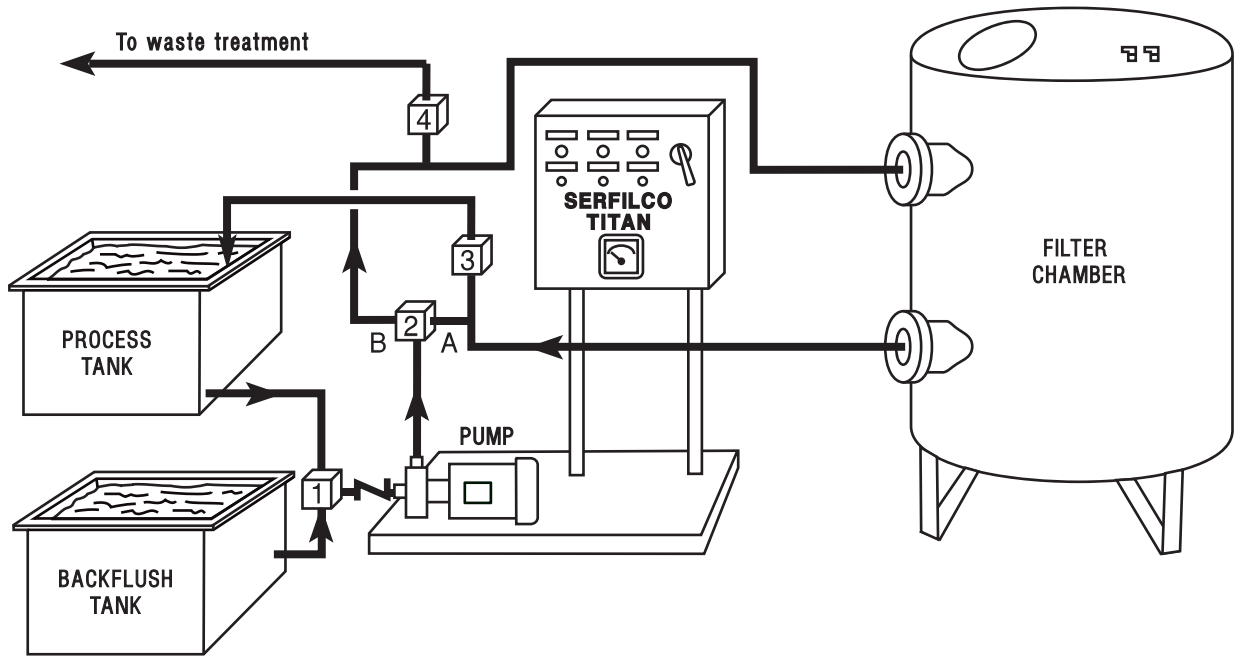 To waste treatment
4
SERFILCO
TITAN
3
2
B
A
FILTER
CHAMBER
PROCESS
TANK
PUMP
1
BACKFLUSH
TANK